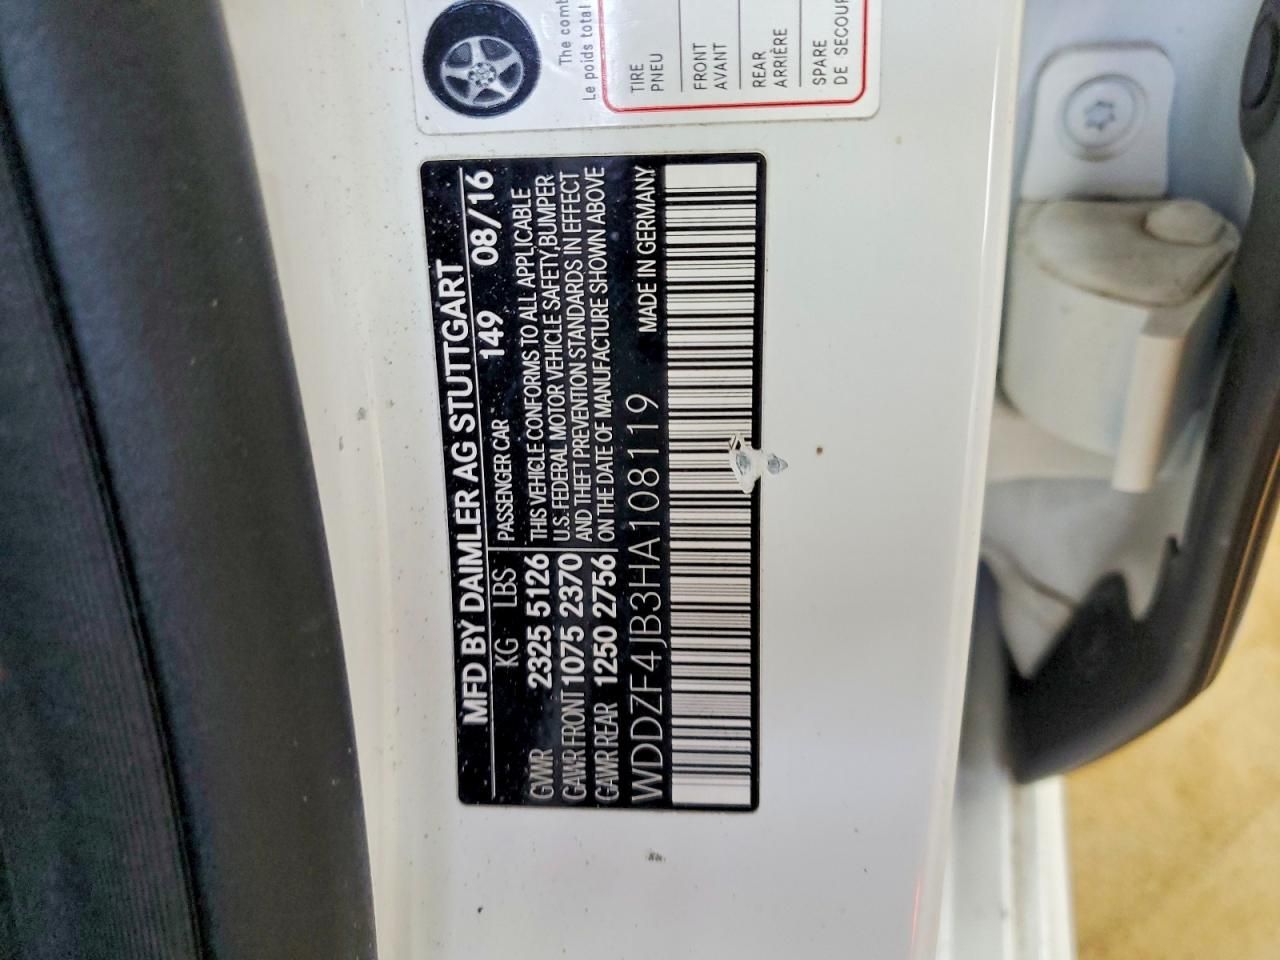 The comb
Le poids total
TIRE
PNEU
FRONT
AVANT
REAR
ARRIÈRE
SPARE
DE SECOUR
MFD BY DAIMLER AG STUTTGART
KG LBS PASSENGER CAR 149 08/16
GVWR 2325 5126 THIS VEHICLE CONFORMS TO ALL APPLICABLE
U.S. FEDERAL MOTOR VEHICLE SAFETY,BUMPER
GAWR FRONT 1075 2370 AND THEFT PREVENTION STANDARDS IN EFFECT
GAWR REAR 1250 2756 ON THE DATE OF MANUFACTURE SHOWN ABOVE
WDDZF4JB3HA108119 MADE IN GERMANY